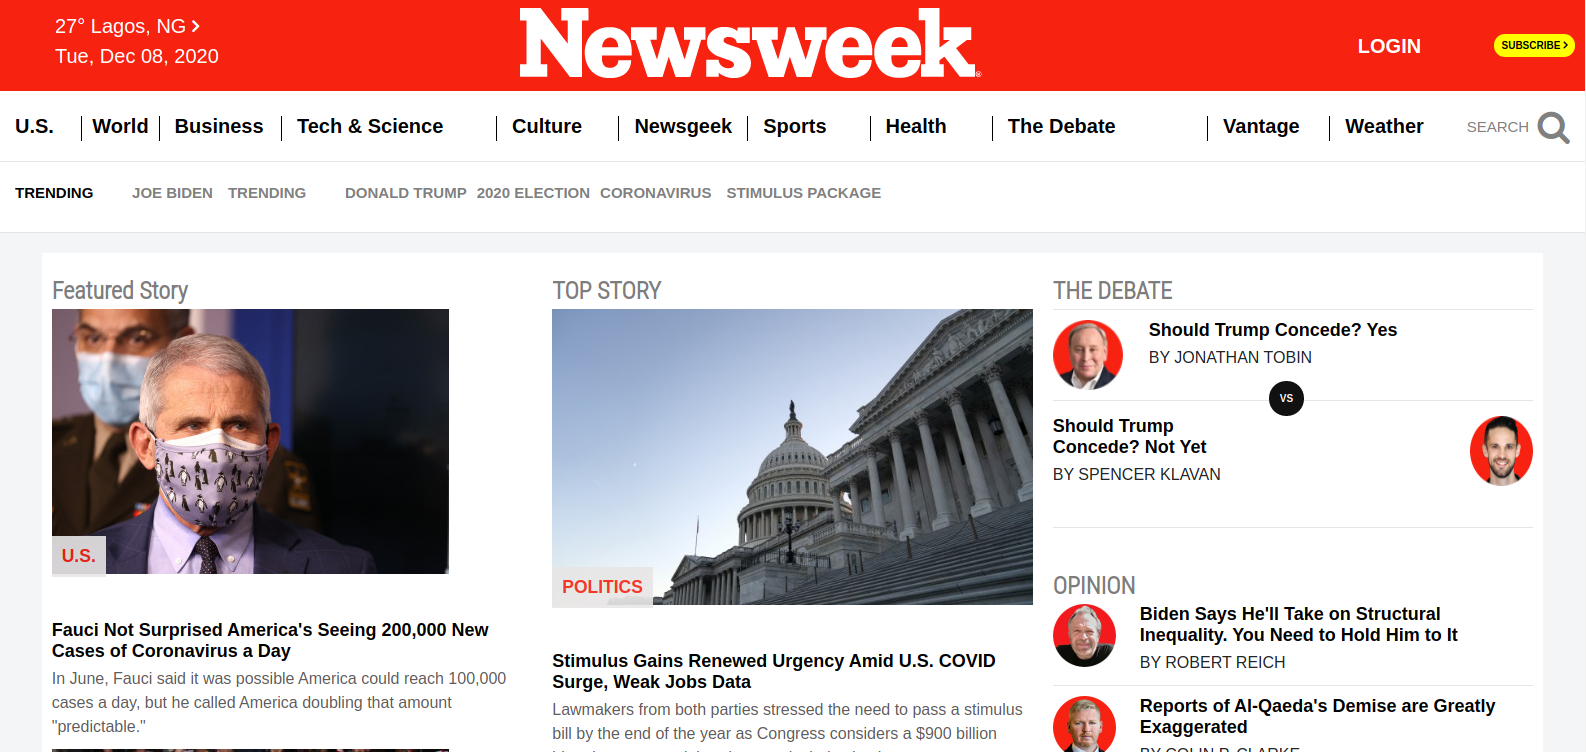 27° Lagos, NG
Tue, Dec 08, 2020
Newsweek®
LOGIN
SUBSCRIBE
U.S.
World
Business
Tech & Science
Culture
Newsgeek
Sports
Health
The Debate
Vantage
Weather
SEARCH
TRENDING
JOE BIDEN
TRENDING
DONALD TRUMP
2020 ELECTION
CORONAVIRUS
STIMULUS PACKAGE
Featured Story
U.S.
Fauci Not Surprised America's Seeing 200,000 New
Cases of Coronavirus a Day
In June, Fauci said it was possible America could reach 100,000
cases a day, but he called America doubling that amount
"predictable."
TOP STORY
POLITICS
Stimulus Gains Renewed Urgency Amid U.S. COVID
Surge, Weak Jobs Data
Lawmakers from both parties stressed the need to pass a stimulus
bill by the end of the year as Congress considers a $900 billion
THE DEBATE
Should Trump Concede? Yes
BY JONATHAN TOBIN
VS
Should Trump
Concede? Not Yet
BY SPENCER KLAVAN
OPINION
Biden Says He'll Take on Structural
Inequality. You Need to Hold Him to It
BY ROBERT REICH
Reports of Al-Qaeda's Demise are Greatly
Exaggerated
BY COLIN P. CLARKE